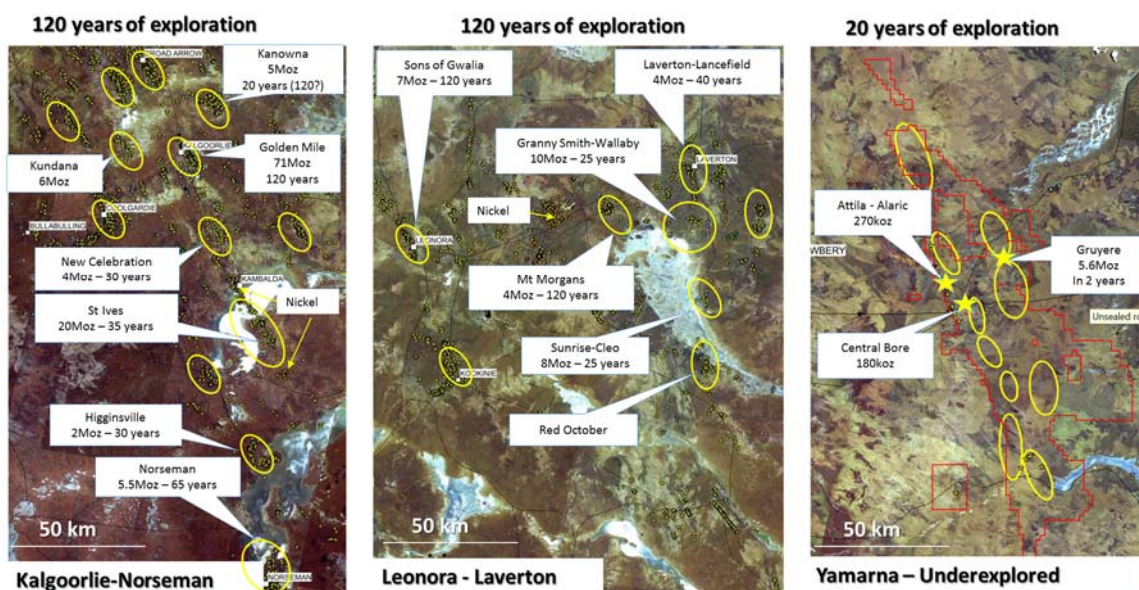 120 years of exploration
BROAD ARROW
Kanowna
5Moz
20 years (120?)
KALGOORLIE
Kundana
6Moz
Golden Mile
71Moz
120 years
COOLGARDIE
BULLABULLING
New Celebration
4Moz – 30 years
KAMBALDA
Nickel
St Ives
20Moz – 35 years
Higginsville
2Moz – 30 years
Norseman
5.5Moz – 65 years
50 km
NORSEMAN
Kalgoorlie-Norseman
120 years of exploration
Sons of Gwalia
7Moz – 120 years
Laverton-Lancefield
4Moz – 40 years
Granny Smith-Wallaby
10Moz – 25 years
LAVERTON
Nickel
LEONORA
Mt Morgans
4Moz – 120 years
Sunrise-Cleo
8Moz – 25 years
KOOKINIE
Red October
50 km
Leonora - Laverton
20 years of exploration
Attila - Alaric
270koz
WBERY
Gruyere
5.6Moz
In 2 years
Unsealed ro
Central Bore
180koz
50 km
Yamarna – Underexplored